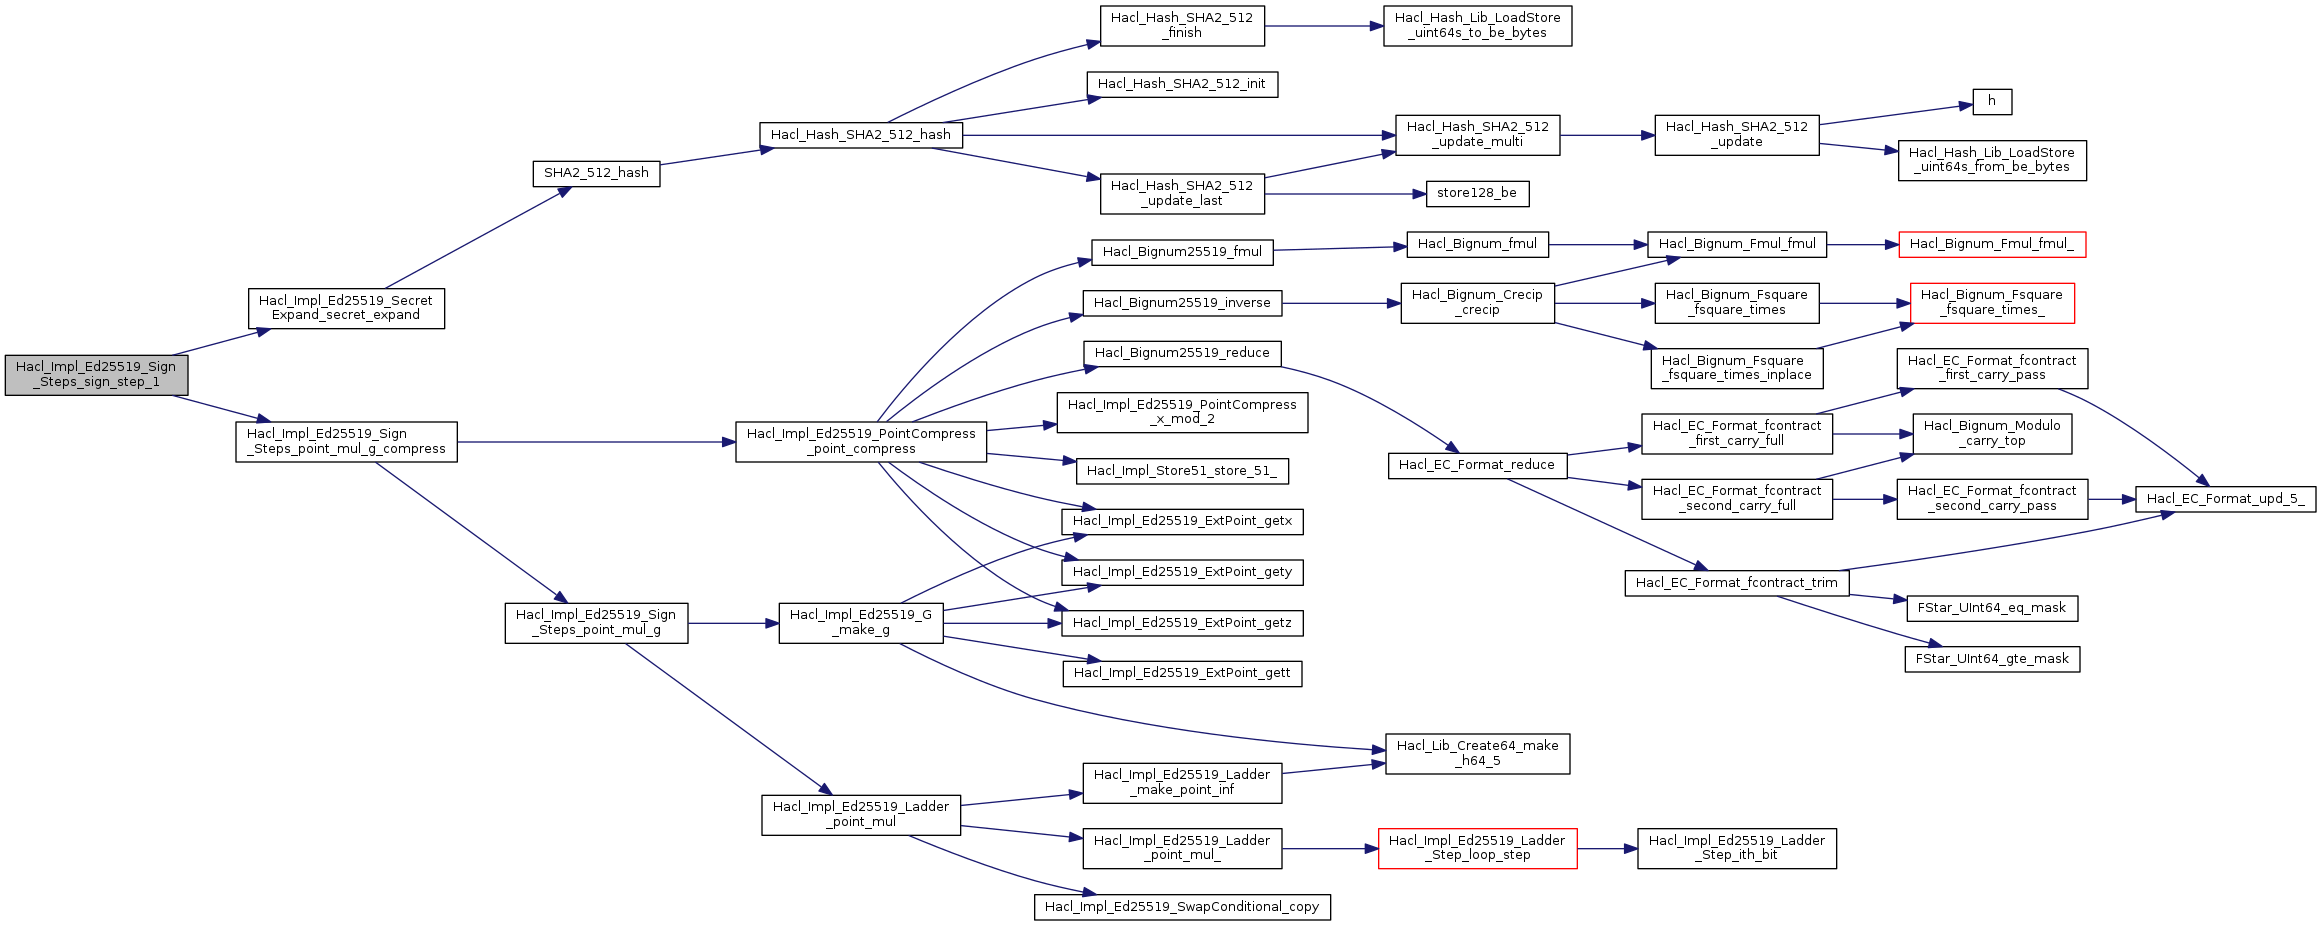 Hacl_Impl_Ed25519_Sign
_Steps_sign_step_1
Hacl_Impl_Ed25519_Secret
Expand_secret_expand
Hacl_Impl_Ed25519_Sign
_Steps_point_mul_g_compress
SHA2_512_hash
Hacl_Impl_Ed25519_Sign
_Steps_point_mul_g
Hacl_Hash_SHA2_512_hash
Hacl_Impl_Ed25519_PointCompress
_point_compress
Hacl_Impl_Ed25519_G
_make_g
Hacl_Impl_Ed25519_Ladder
_point_mul
Hacl_Hash_SHA2_512
_finish
Hacl_Hash_SHA2_512_init
Hacl_Hash_SHA2_512
_update_last
Hacl_Bignum25519_fmul
Hacl_Bignum25519_inverse
Hacl_Bignum25519_reduce
Hacl_Impl_Ed25519_PointCompress
_x_mod_2
Hacl_Impl_Store51_store_51_
Hacl_Impl_Ed25519_ExtPoint_getx
Hacl_Impl_Ed25519_ExtPoint_gety
Hacl_Impl_Ed25519_ExtPoint_getz
Hacl_Impl_Ed25519_ExtPoint_gett
Hacl_Impl_Ed25519_Ladder
_make_point_inf
Hacl_Impl_Ed25519_Ladder
_point_mul_
Hacl_Impl_Ed25519_SwapConditional_copy
Hacl_Hash_Lib_LoadStore
_uint64s_to_be_bytes
Hacl_Hash_SHA2_512
_update_multi
store128_be
Hacl_Bignum_fmul
Hacl_Bignum_Crecip
_crecip
Hacl_EC_Format_reduce
Hacl_Lib_Create64_make
_h64_5
Hacl_Impl_Ed25519_Ladder
_Step_loop_step
Hacl_Hash_SHA2_512
_update
Hacl_Bignum_Fmul_fmul
Hacl_Bignum_Fsquare
_fsquare_times
Hacl_Bignum_Fsquare
_fsquare_times_inplace
Hacl_EC_Format_fcontract
_first_carry_full
Hacl_EC_Format_fcontract
_second_carry_full
Hacl_EC_Format_fcontract_trim
Hacl_Impl_Ed25519_Ladder
_Step_ith_bit
h
Hacl_Hash_Lib_LoadStore
_uint64s_from_be_bytes
Hacl_Bignum_Fmul_fmul_
Hacl_Bignum_Fsquare
_fsquare_times_
Hacl_EC_Format_fcontract
_first_carry_pass
Hacl_Bignum_Modulo
_carry_top
Hacl_EC_Format_fcontract
_second_carry_pass
FStar_UInt64_eq_mask
FStar_UInt64_gte_mask
Hacl_EC_Format_upd_5_